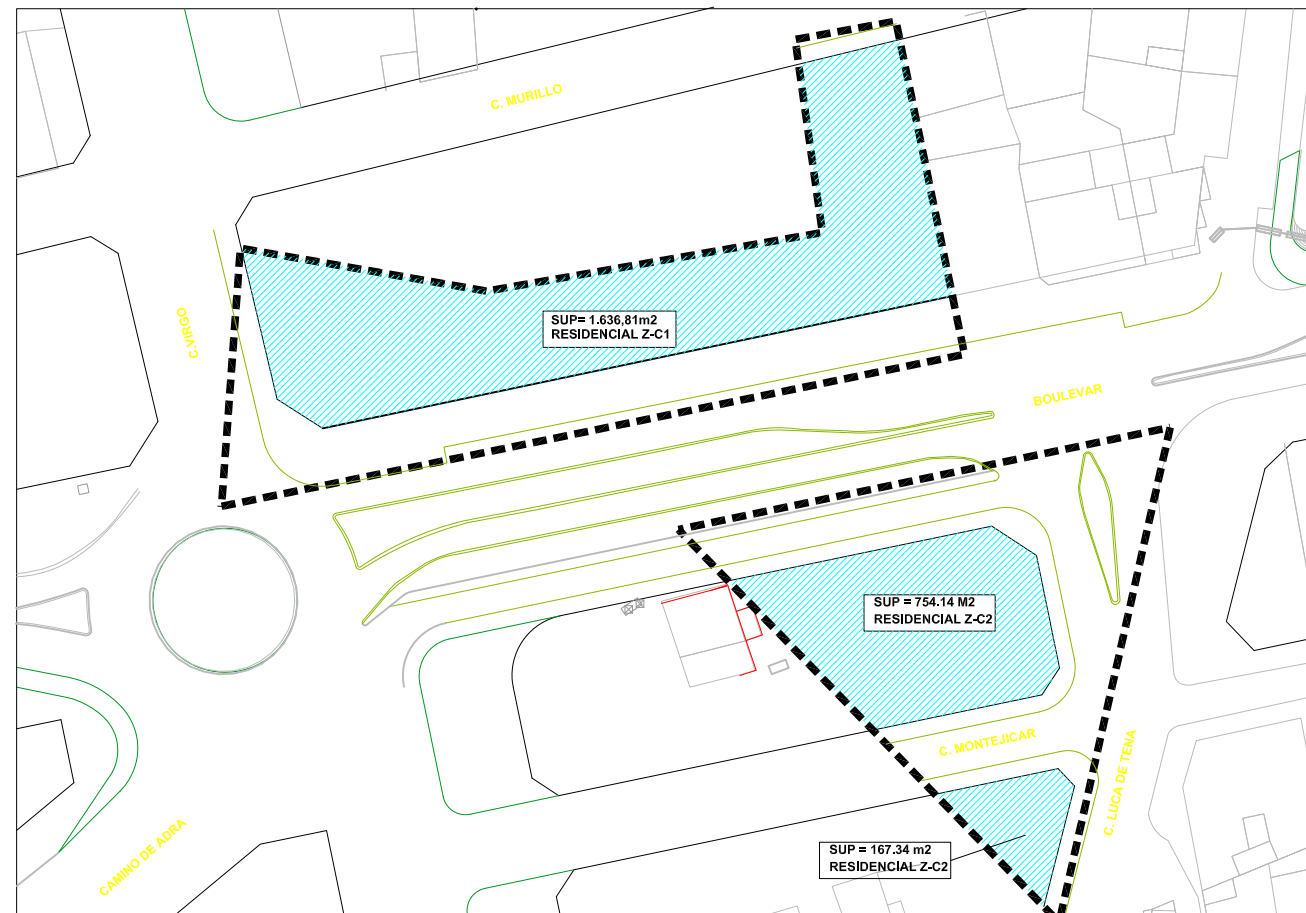 C. MURILLO
C.VIRGO
SUP= 1.636,81m2
RESIDENCIAL Z-C1
BOULEVAR
SUP = 754.14 M2
RESIDENCIAL Z-C2
C. MONTEJICAR
C. LUCA DE TENA
CAMINO DE ADRA
SUP = 167.34 m2
RESIDENCIAL Z-C2